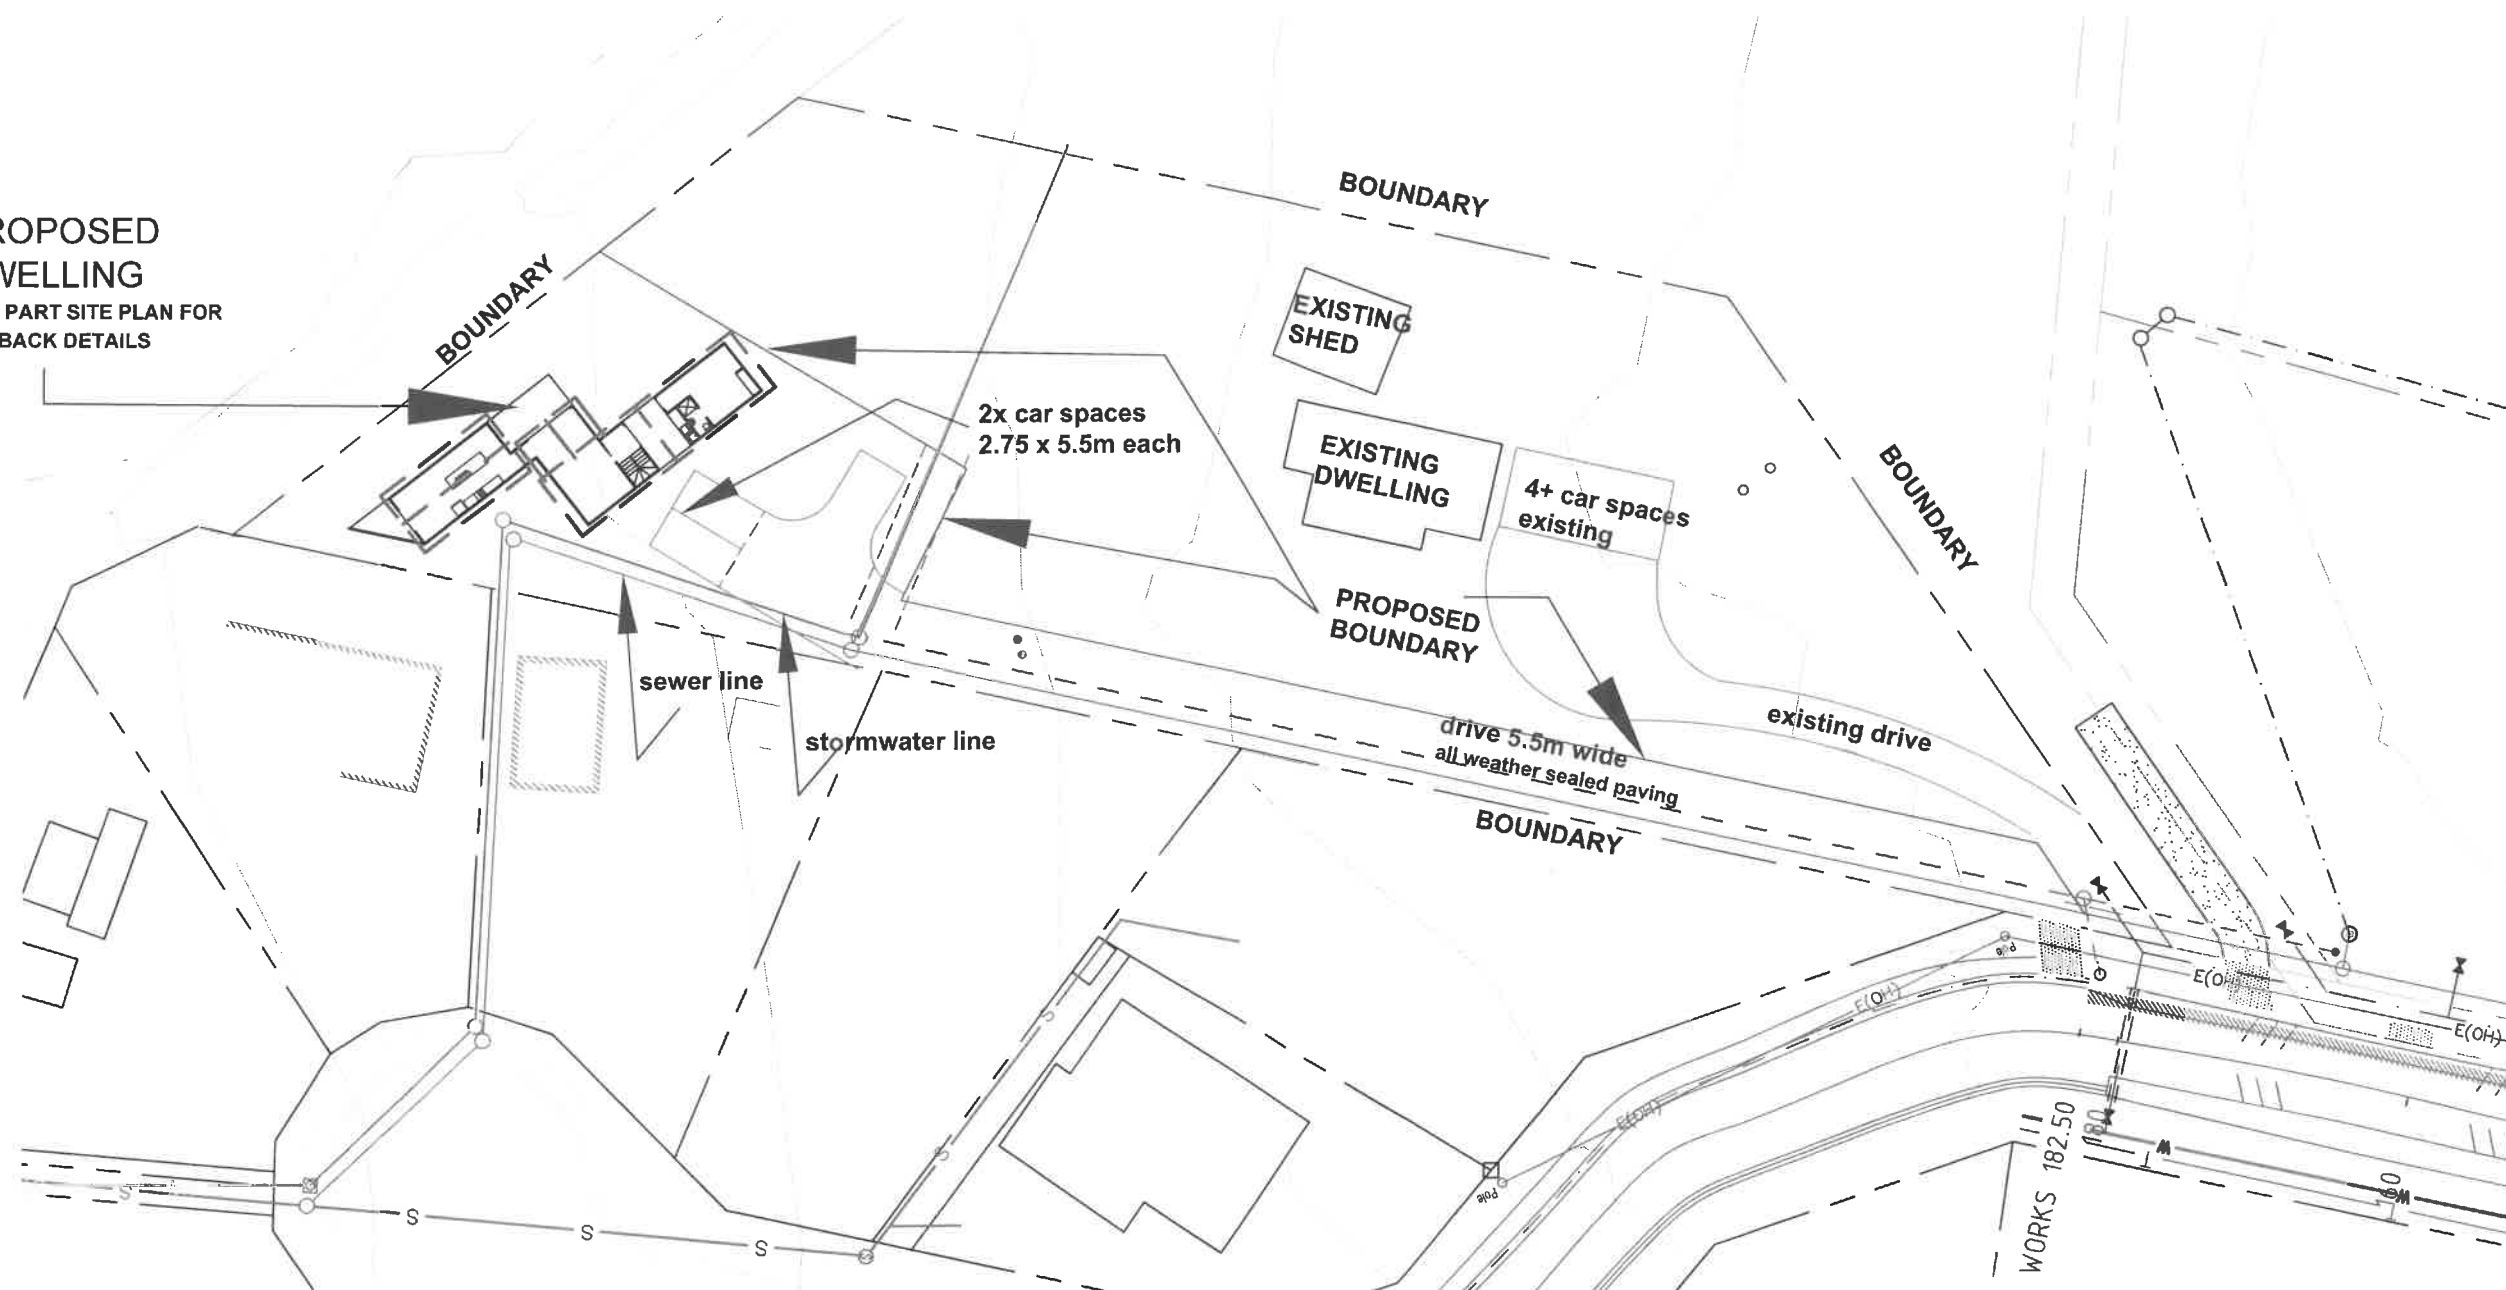 ROPOSED
WELLING
PART SITE PLAN FOR
BACK DETAILS
BOUNDARY
BOUNDARY
EXISTING
SHED
2x car spaces
2.75 x 5.5m each
EXISTING
DWELLING
4+ car spaces
existing
BOUNDARY
PROPOSED
BOUNDARY
sewer line
stormwater line
existing drive
drive 5.5m wide
all weather sealed paving
BOUNDARY
Pole
E(OH)
E(OH)
E(OH)
E(OH)
S
S
Pole
WORKS 182.50
W
T
W
S
S
S
S